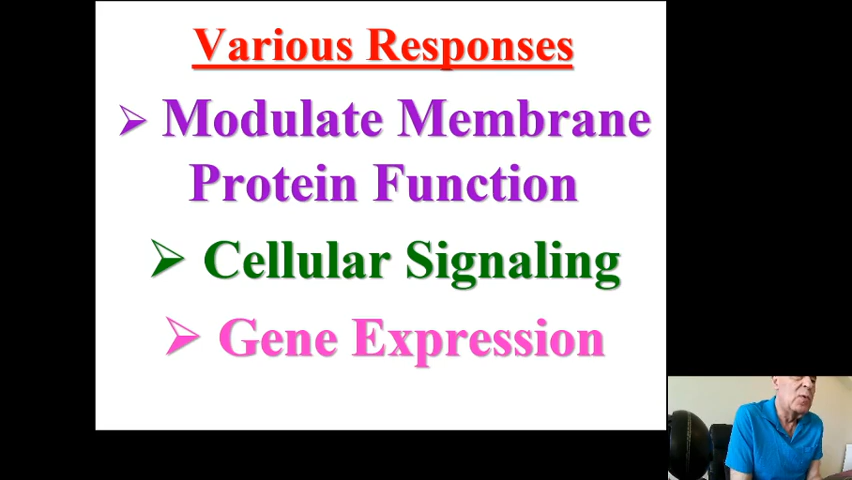 Various Responses
➢ Modulate Membrane
Protein Function
➢ Cellular Signaling
➢ Gene Expression